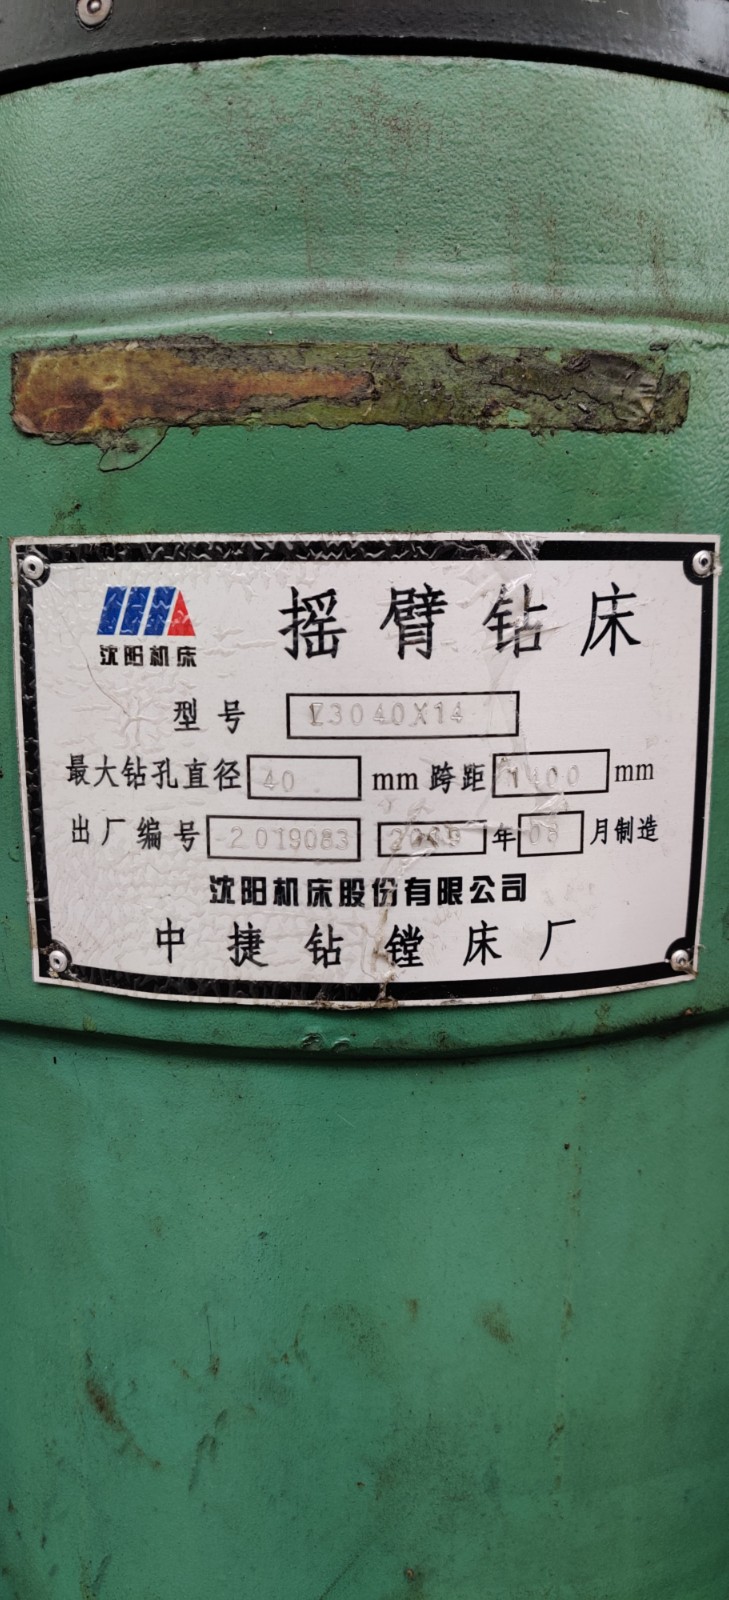 沈阳机床
摇臂钻床
型号 Z3040X14
最大钻孔直径 40 mm 跨距 1400 mm
出厂编号 2019083 年 08 月制造
沈阳机床股份有限公司
中捷钻镗床厂